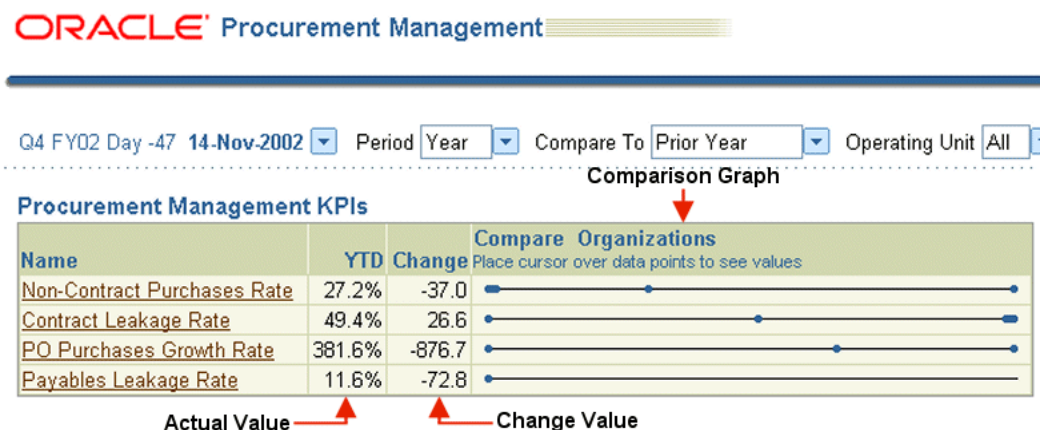 ORACLE Procurement Management
Q4 FY02 Day -47 14-Nov-2002 Period Year Compare To Prior Year Operating Unit All
Comparison Graph
Procurement Management KPIs
Compare Organizations
Name YTD Change Place cursor over data points to see values
Non-Contract Purchases Rate 27.2% -37.0
Contract Leakage Rate 49.4% 26.6
PO Purchases Growth Rate 381.6% -876.7
Payables Leakage Rate 11.6% -72.8
Actual Value Change Value